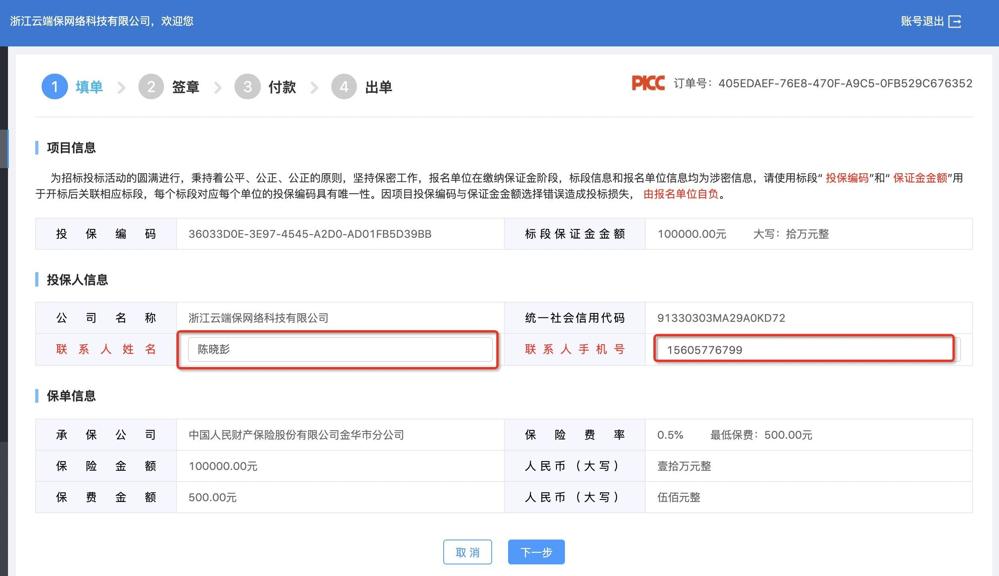 浙江云端保网络科技有限公司，欢迎您
账号退出
1 填单 2 签章 3 付款 4 出单
PICC 订单号：405EDAEF-76E8-470F-A9C5-0FB529C676352
项目信息
为招标投标活动的圆满进行，秉持着公平、公正、公正的原则，坚持保密工作，报名单位在缴纳保证金阶段，标段信息和报名单位信息均为涉密信息，请使用标段“ 投保编码”和“ 保证金金额”用
于开标后关联相应标段，每个标段对应每个单位的投保编码具有唯一性。因项目投保编码与保证金金额选择错误造成投标损失， 由报名单位自负。
投保编码 36033D0E-3E97-4545-A2D0-AD01FB5D39BB 标段保证金金额 100000.00元 大写：拾万元整
投保人信息
公司名称 浙江云端保网络科技有限公司 统一社会信用代码 91330303MA29A0KD72
联系人姓名 陈晓彭 联系人手机号 15605776799
保单信息
承保公司 中国人民财产保险股份有限公司金华市分公司 保险费率 0.5% 最低保费：500.00元
保险金额 100000.00元 人民币（大写） 壹拾万元整
保费金额 500.00元 人民币（大写） 伍佰元整
取消 下一步